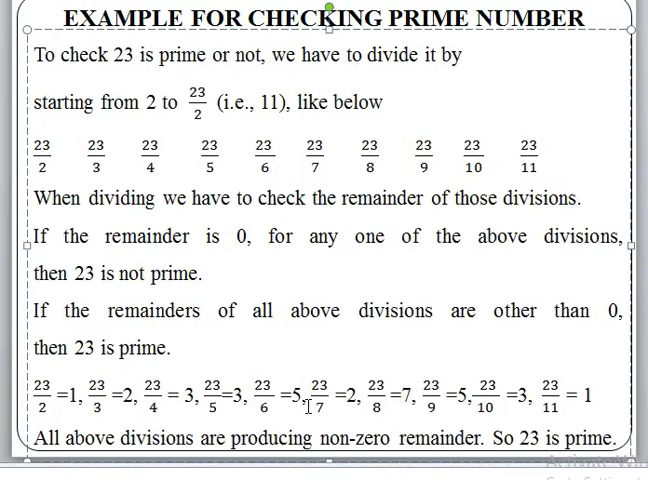 EXAMPLE FOR CHECKING PRIME NUMBER
To check 23 is prime or not, we have to divide it by
starting from 2 to 23/2 (i.e., 11), like below
23/2 23/3 23/4 23/5 23/6 23/7 23/8 23/9 23/10 23/11
When dividing we have to check the remainder of those divisions.
If the remainder is 0, for any one of the above divisions,
then 23 is not prime.
If the remainders of all above divisions are other than 0,
then 23 is prime.
23/2 =1, 23/3 =2, 23/4 = 3, 23/5 =3, 23/6 =5, 23/7 =2, 23/8 =7, 23/9 =5, 23/10 =3, 23/11 = 1
All above divisions are producing non-zero remainder. So 23 is prime.